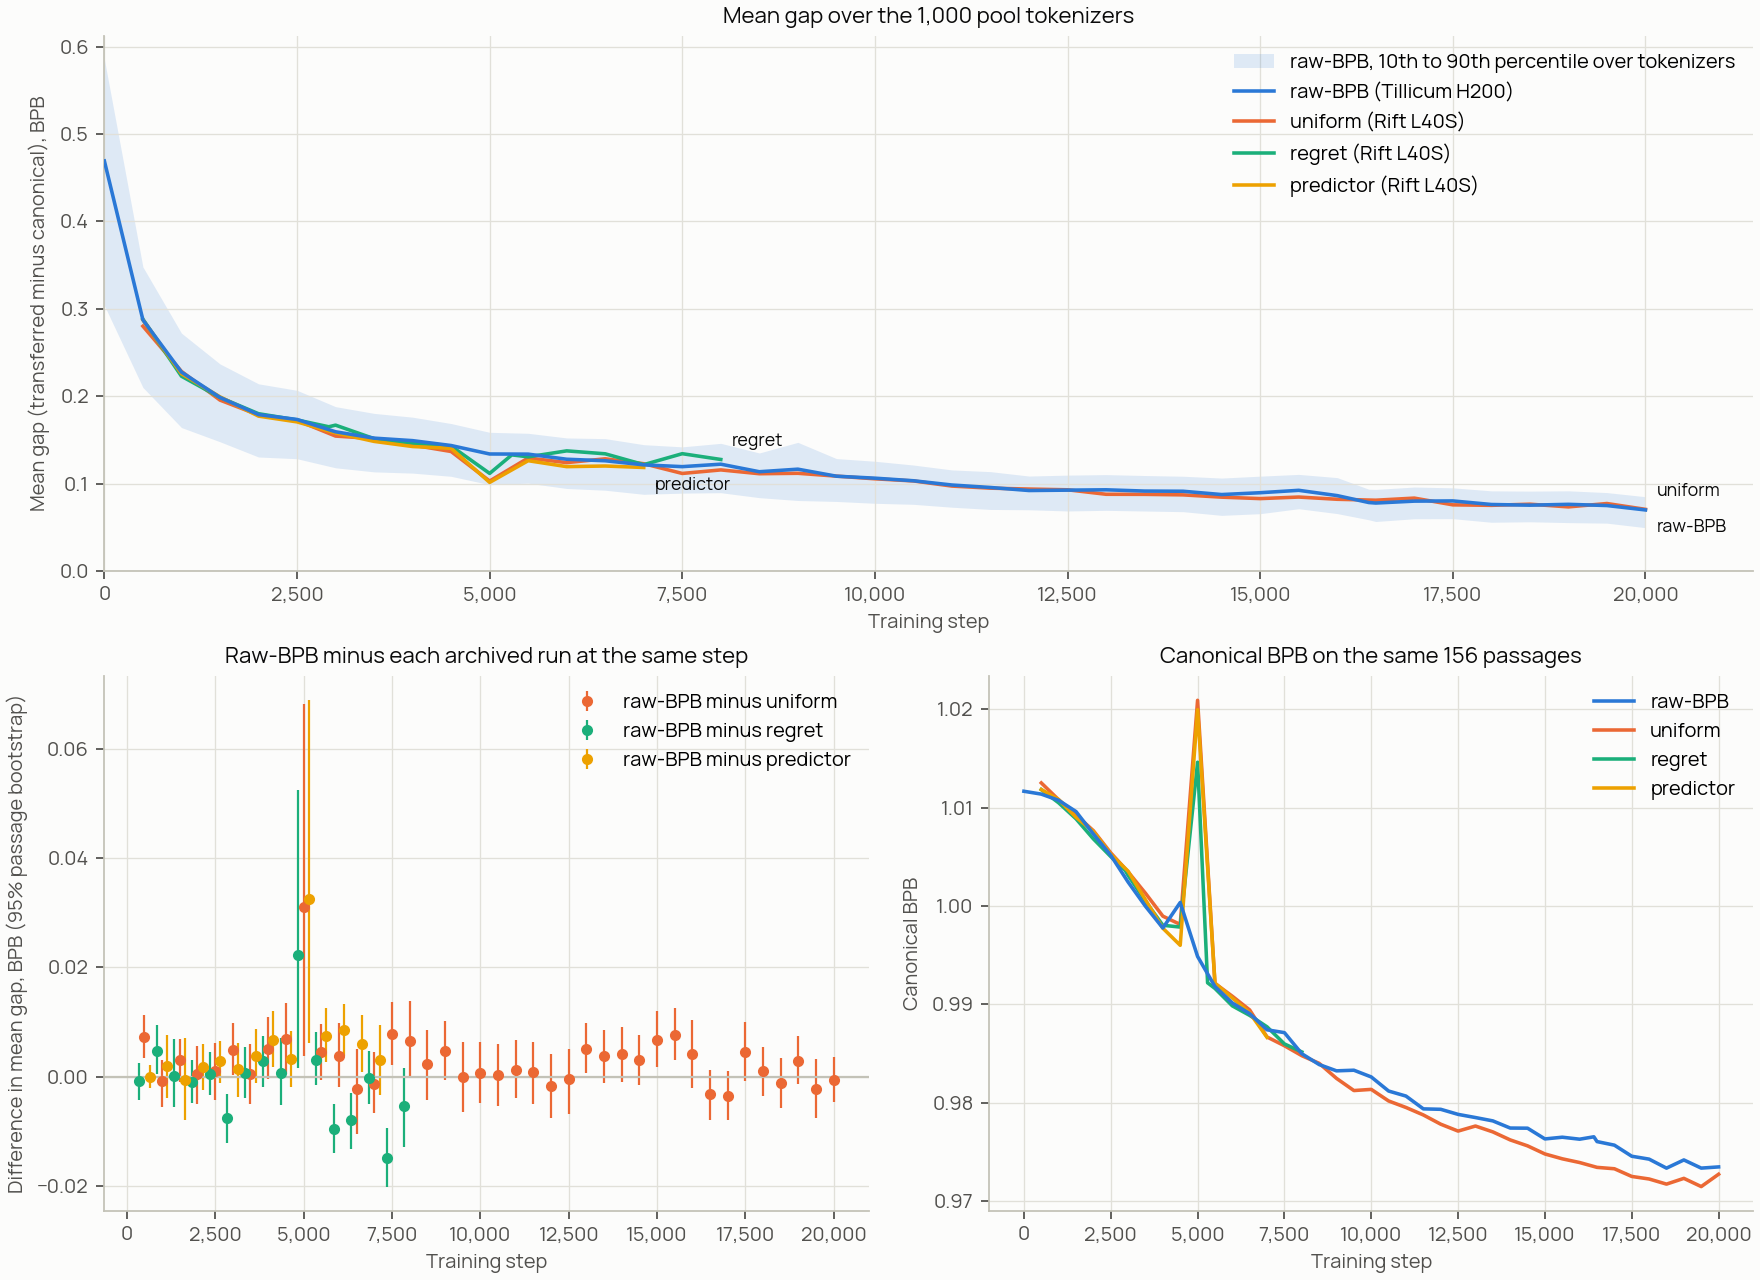 Mean gap over the 1,000 pool tokenizers
Mean gap (transferred minus canonical), BPB
0.6
0.5
0.4
0.3
0.2
0.1
0.0
raw-BPB, 10th to 90th percentile over tokenizers
raw-BPB (Tillicum H200)
uniform (Rift L40S)
regret (Rift L40S)
predictor (Rift L40S)
regret
predictor
uniform
raw-BPB
0 2,500 5,000 7,500 10,000 12,500 15,000 17,500 20,000
Training step
Raw-BPB minus each archived run at the same step
Difference in mean gap, BPB (95% passage bootstrap)
0.06
0.04
0.02
0.00
−0.02
raw-BPB minus uniform
raw-BPB minus regret
raw-BPB minus predictor
0 2,500 5,000 7,500 10,000 12,500 15,000 17,500 20,000
Training step
Canonical BPB on the same 156 passages
Canonical BPB
1.02
1.01
1.00
0.99
0.98
0.97
raw-BPB
uniform
regret
predictor
0 2,500 5,000 7,500 10,000 12,500 15,000 17,500 20,000
Training step